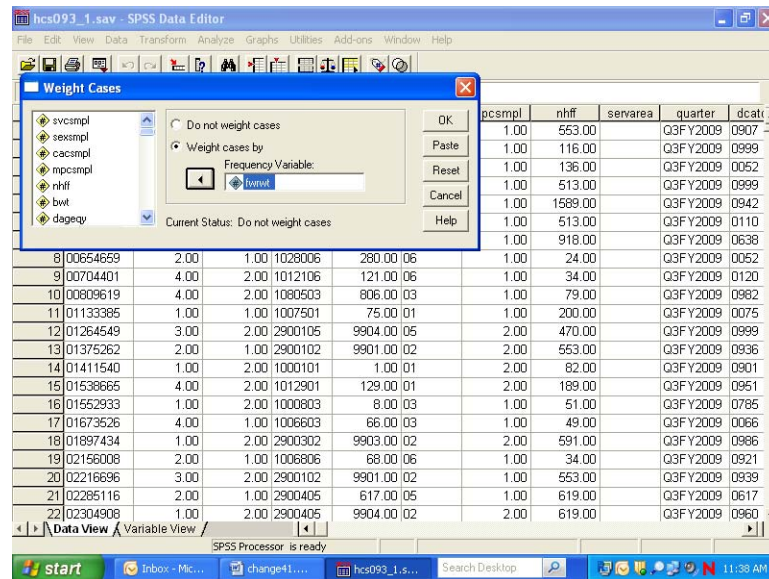 hcs093_1.sav - SPSS Data Editor
File Edit View Data Transform Analyze Graphs Utilities Add-ons Window Help
Weight Cases
svcsmpl
sexsmpl
cacsmpl
mpcsmpl
nhff
bwt
dageqy
Do not weight cases
Weight cases by
Frequency Variable:
fwrwt
Current Status: Do not weight cases
OK
Paste
Reset
Cancel
Help
pcsmpl nhff servarea quarter dcatc
1.00 553.00 Q3FY2009 0907
1.00 116.00 Q3FY2009 0999
1.00 136.00 Q3FY2009 0052
1.00 513.00 Q3FY2009 0999
1.00 1589.00 Q3FY2009 0942
1.00 513.00 Q3FY2009 0110
1.00 918.00 Q3FY2009 0638
8 00654659 2.00 1.00 1028006 280.00 06 1.00 24.00 Q3FY2009 0052
9 00704401 4.00 2.00 1012106 121.00 06 1.00 34.00 Q3FY2009 0120
10 00809619 4.00 2.00 1080503 806.00 03 1.00 79.00 Q3FY2009 0982
11 01133385 1.00 1.00 1007501 75.00 01 1.00 200.00 Q3FY2009 0075
12 01264549 3.00 2.00 2900105 9904.00 05 2.00 470.00 Q3FY2009 0999
13 01375262 2.00 1.00 2900102 9901.00 02 2.00 553.00 Q3FY2009 0936
14 01411540 1.00 2.00 1000101 1.00 01 2.00 82.00 Q3FY2009 0901
15 01538665 4.00 2.00 1012901 129.00 01 2.00 189.00 Q3FY2009 0951
16 01552933 1.00 2.00 1000803 8.00 03 1.00 51.00 Q3FY2009 0785
17 01673526 4.00 1.00 1006603 66.00 03 1.00 49.00 Q3FY2009 0066
18 01897434 1.00 2.00 2900302 9903.00 02 2.00 591.00 Q3FY2009 0986
19 02156008 2.00 1.00 1006806 68.00 06 1.00 34.00 Q3FY2009 0921
20 02216696 3.00 2.00 2900102 9901.00 02 1.00 553.00 Q3FY2009 0939
21 02285116 2.00 1.00 2900405 617.00 05 1.00 619.00 Q3FY2009 0617
22 02304908 1.00 2.00 2900405 9904.00 02 2.00 619.00 Q3FY2009 0960
Data View Variable View
SPSS Processor is ready
start Inbox - Mic... change41.... hcs093_1.s... Search Desktop N 11:38 AM